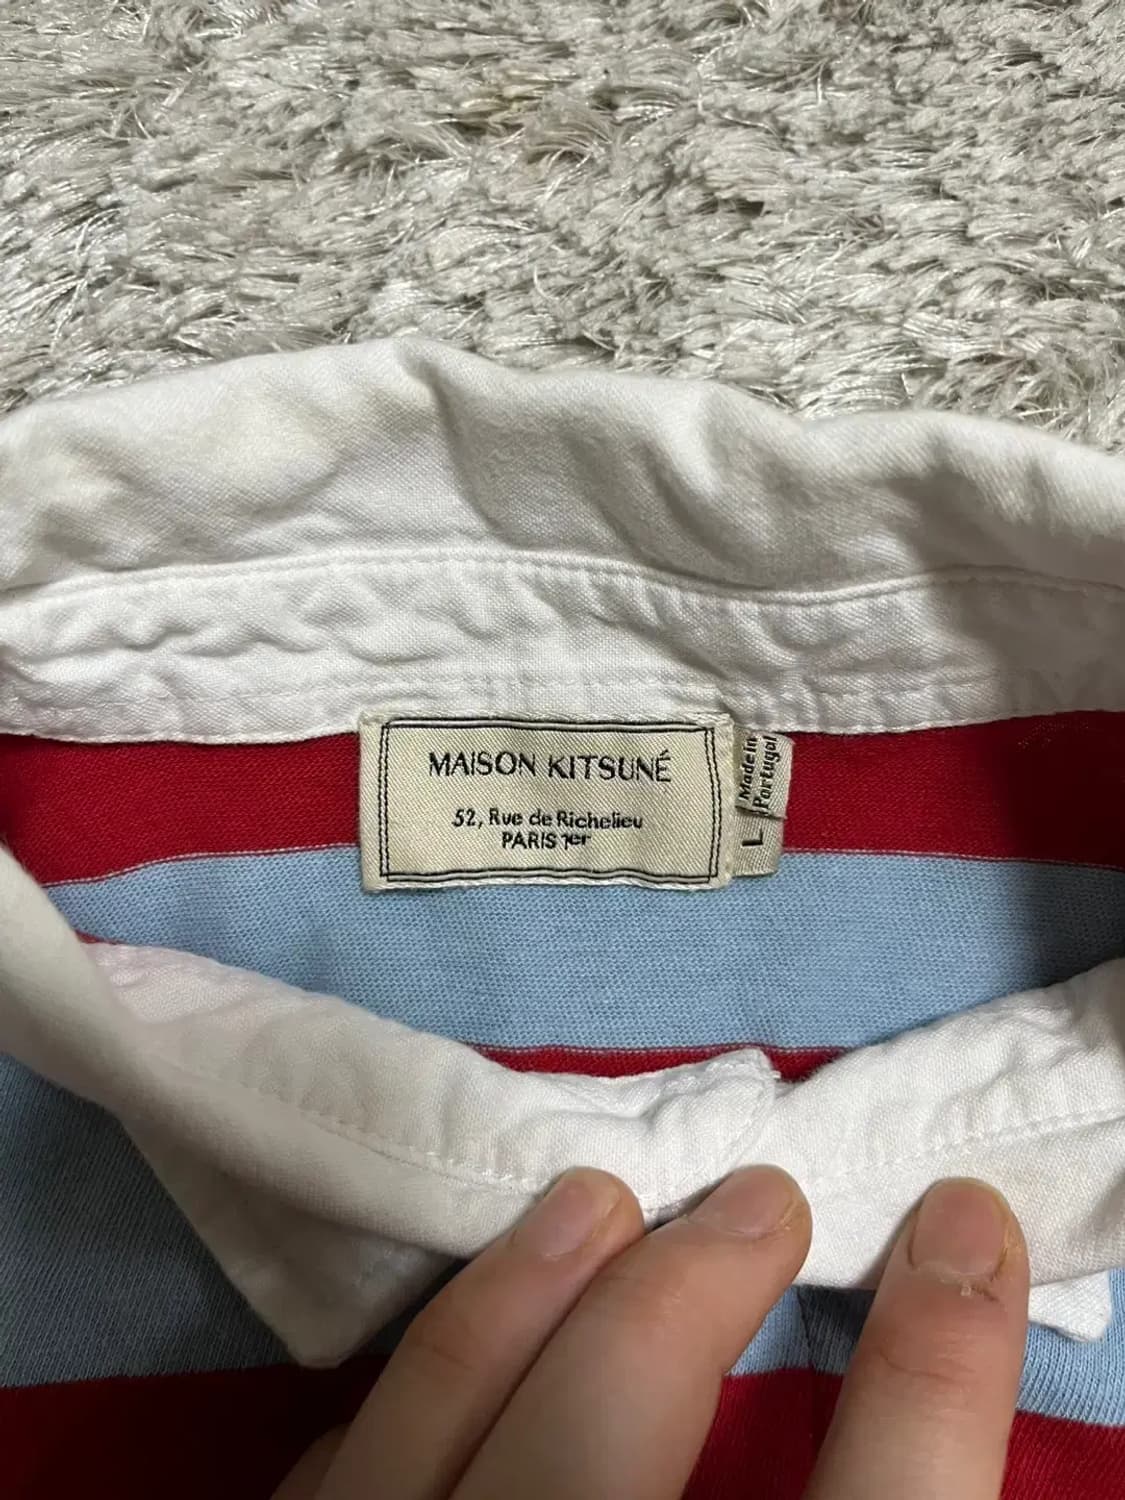 MAISON KITSUNÉ
52, Rue de Richelieu
PARIS 1er
Made in
Portugal
L